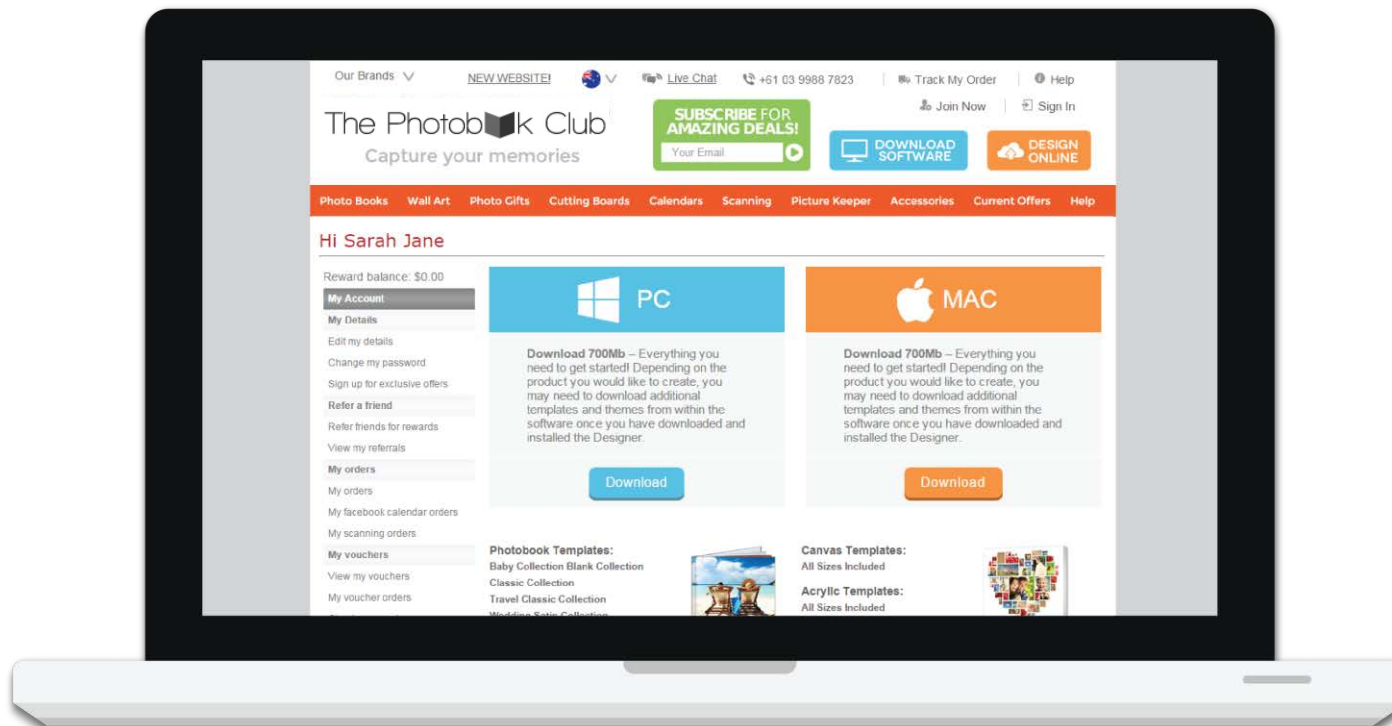 Our Brands
NEW WEBSITE!
Live Chat
+61 03 9988 7823
Track My Order
Help
Join Now
Sign In
The Photobook Club
Capture your memories
SUBSCRIBE FOR
AMAZING DEALS!
Your Email
DOWNLOAD
SOFTWARE
DESIGN
ONLINE
Photo Books Wall Art Photo Gifts Cutting Boards Calendars Scanning Picture Keeper Accessories Current Offers Help
Hi Sarah Jane
Reward balance: $0.00
My Account
My Details
Edit my details
Change my password
Sign up for exclusive offers
Refer a friend
Refer friends for rewards
View my referrals
My orders
My orders
My facebook calendar orders
My scanning orders
My vouchers
View my vouchers
My voucher orders
PC
Download 700Mb – Everything you
need to get started! Depending on the
product you would like to create, you
may need to download additional
templates and themes from within the
software once you have downloaded and
installed the Designer.
Download
MAC
Download 700Mb – Everything you
need to get started! Depending on the
product you would like to create, you
may need to download additional
templates and themes from within the
software once you have downloaded and
installed the Designer.
Download
Photobook Templates:
Baby Collection Blank Collection
Classic Collection
Travel Classic Collection
Wedding Satin Collection
Canvas Templates:
All Sizes Included
Acrylic Templates:
All Sizes Included